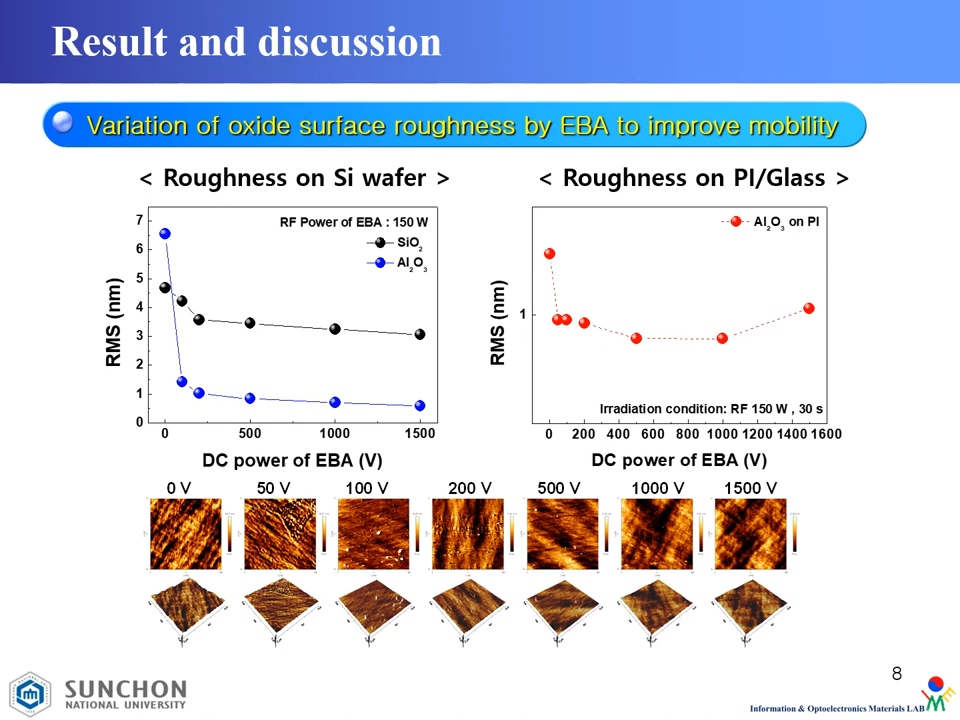 Result and discussion
Variation of oxide surface roughness by EBA to improve mobility
< Roughness on Si wafer >
< Roughness on PI/Glass >
RF Power of EBA : 150 W
SiO2
Al2O3
7
6
5
4
3
2
1
0
RMS (nm)
0 500 1000 1500
DC power of EBA (V)
Al2O3 on PI
1
RMS (nm)
Irradiation condition: RF 150 W , 30 s
0 200 400 600 800 1000 1200 1400 1600
DC power of EBA (V)
0 V 50 V 100 V 200 V 500 V 1000 V 1500 V
8
SUNCHON
NATIONAL UNIVERSITY
Information & Optoelectronics Materials LAB